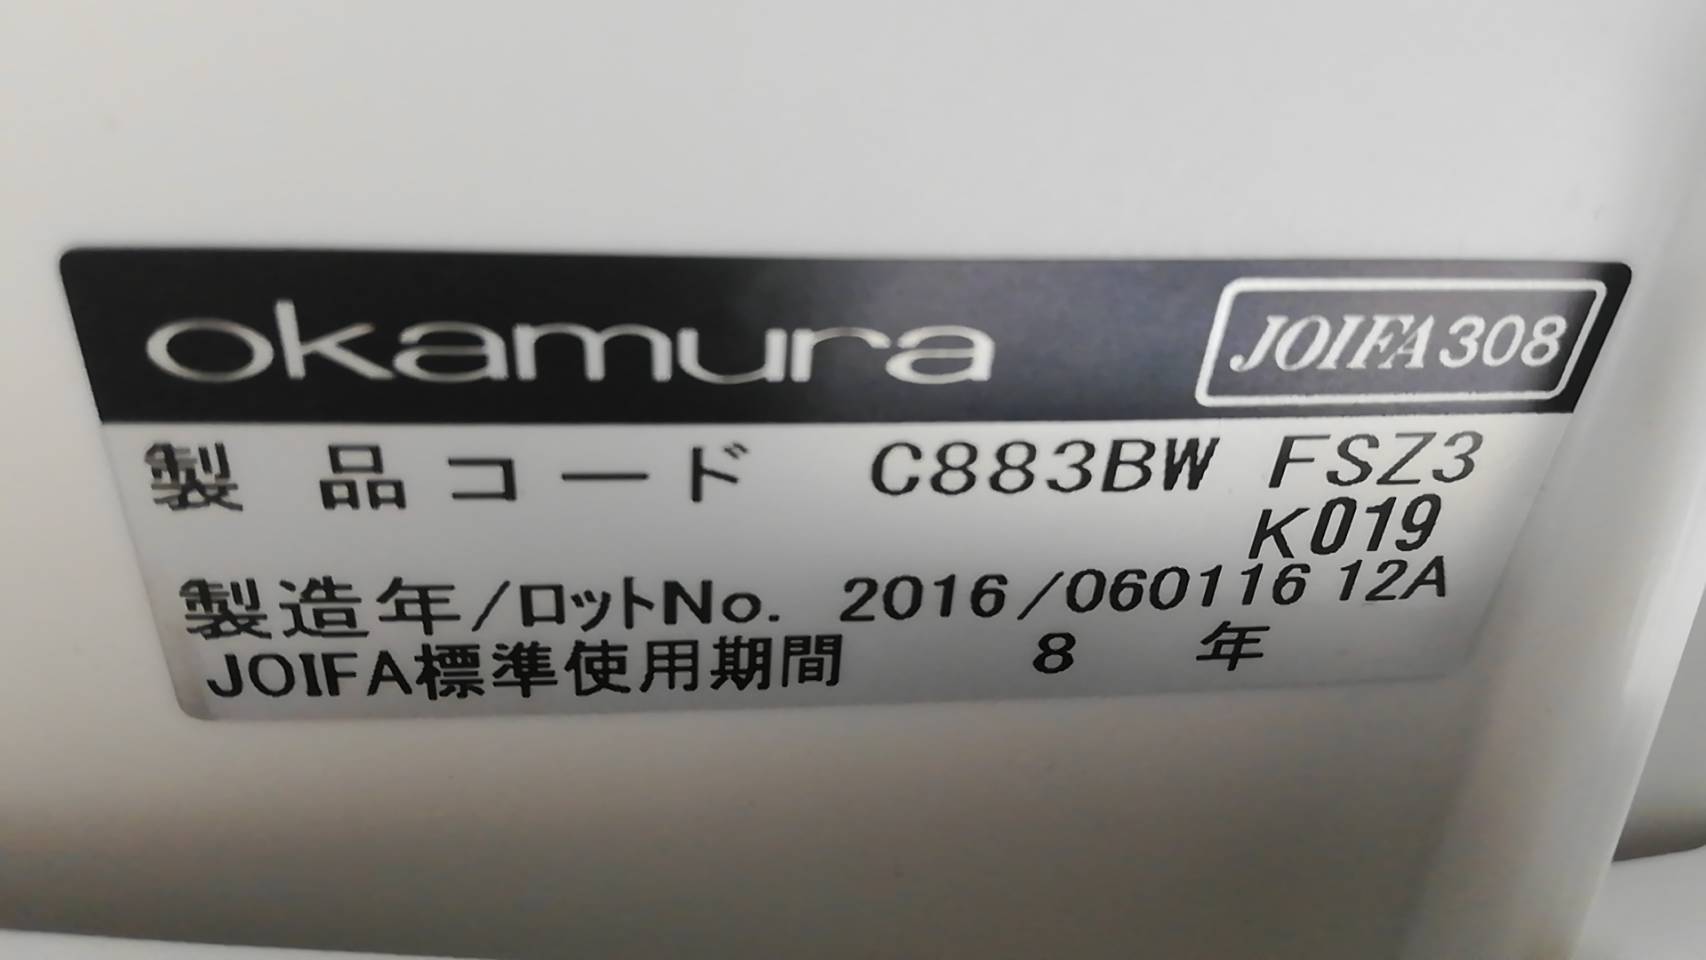 okamura JOIFA308
製品コード C883BW FSZ3
K019
製造年/ロットNo. 2016/060116 12A
JOIFA標準使用期間 8 年